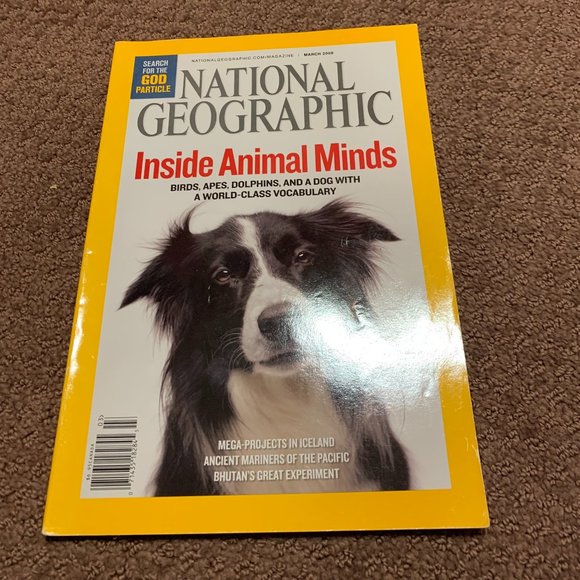 SEARCH
FOR THE
GOD
PARTICLE
NATIONALGEOGRAPHIC.COM/MAGAZINE | MARCH 2008
NATIONAL
GEOGRAPHIC
Inside Animal Minds
BIRDS, APES, DOLPHINS, AND A DOG WITH
A WORLD-CLASS VOCABULARY
MEGA-PROJECTS IN ICELAND
ANCIENT MARINERS OF THE PACIFIC
BHUTAN'S GREAT EXPERIMENT
03>